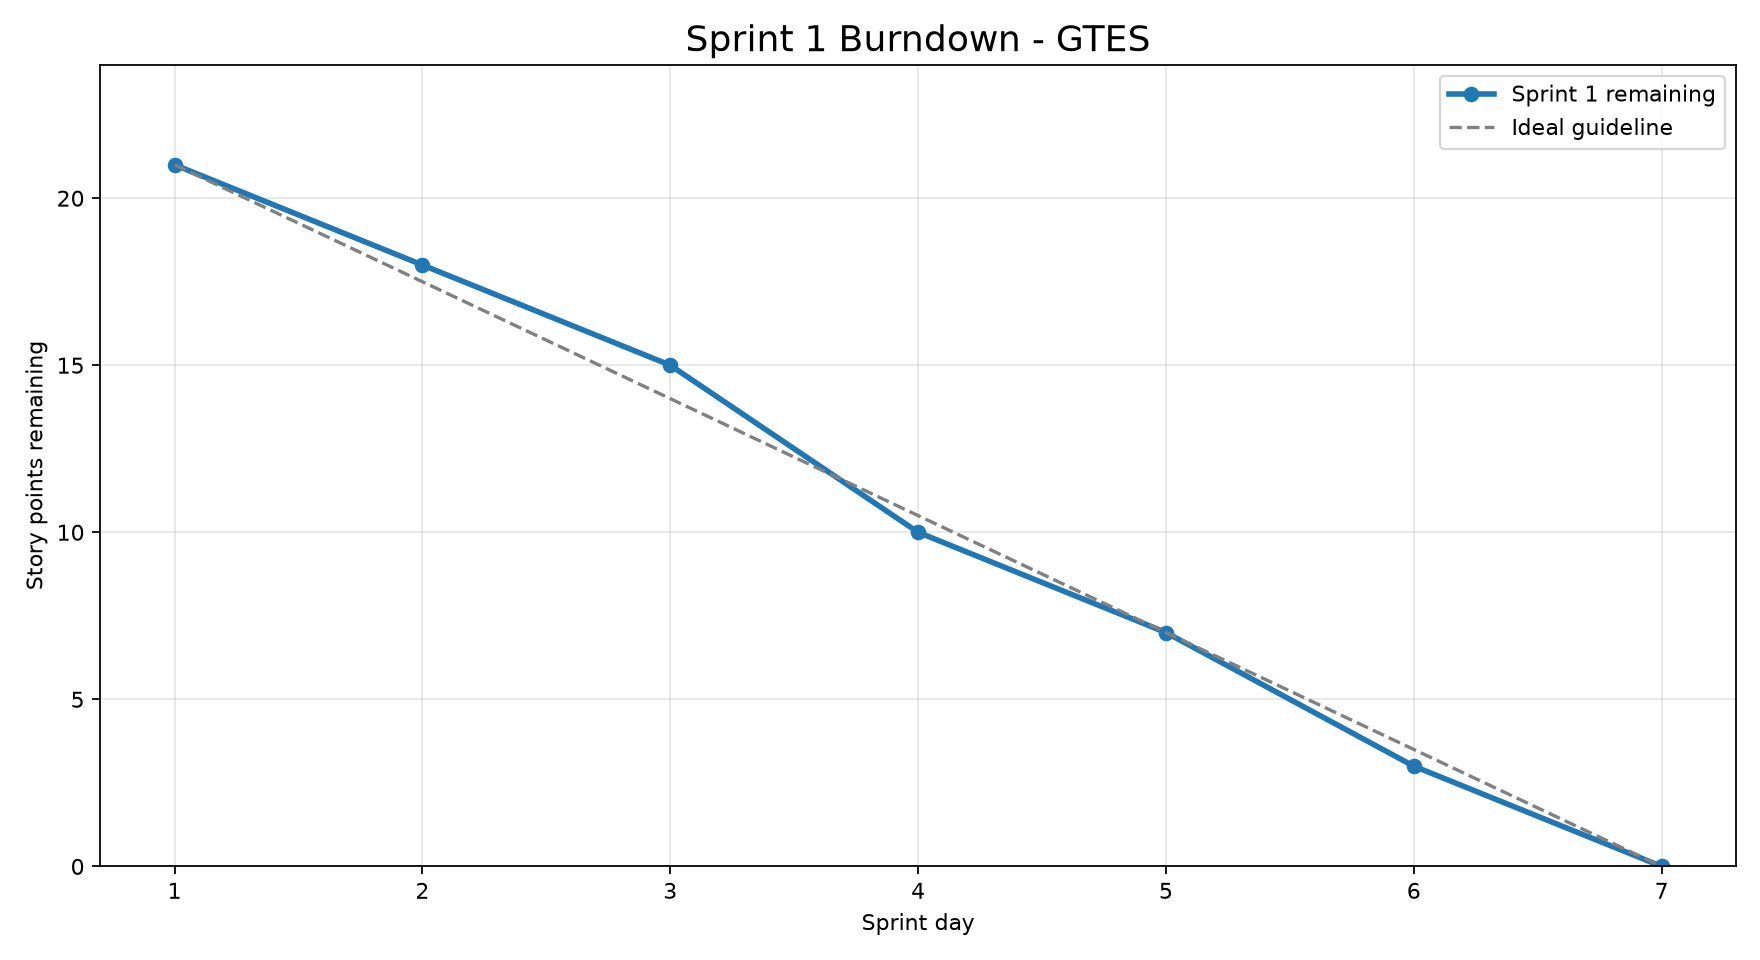 Sprint 1 Burndown - GTES
Sprint 1 remaining
Ideal guideline
Story points remaining
20
15
10
5
0
1 2 3 4 5 6 7
Sprint day